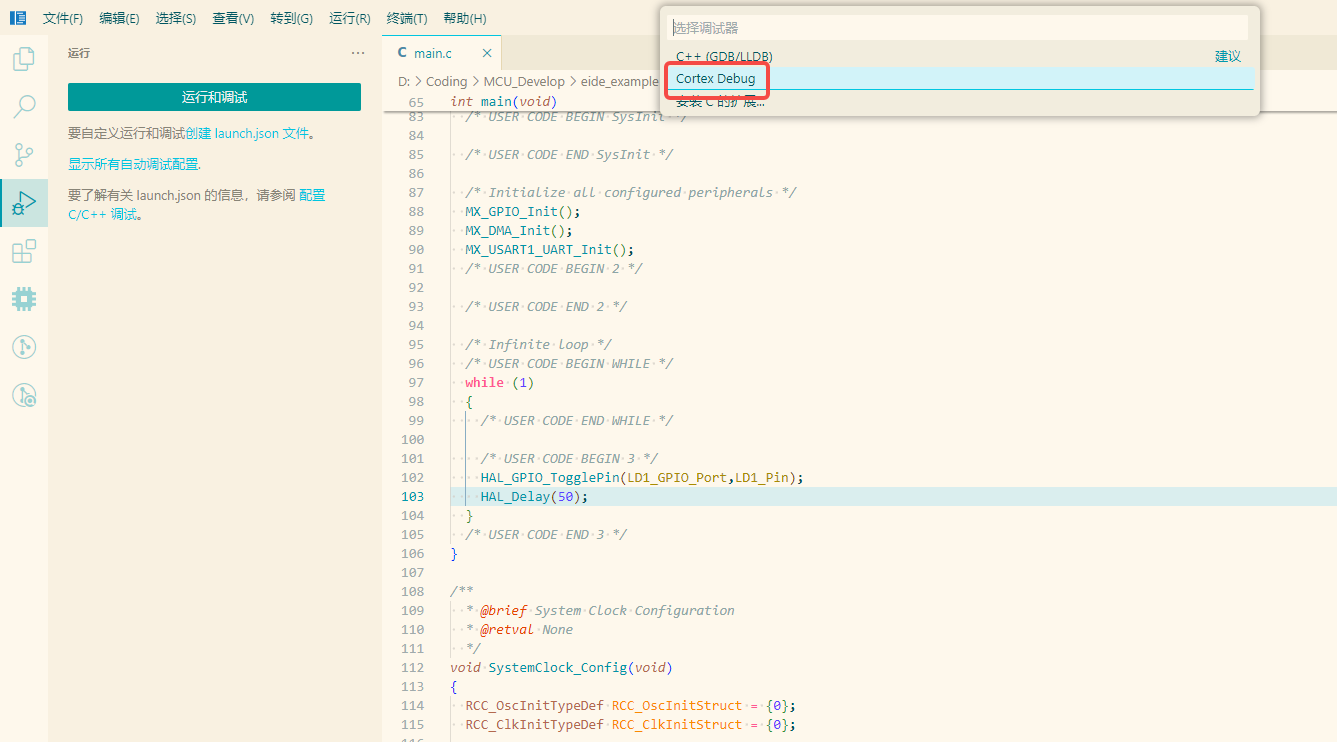 文件(F) 编辑(E) 选择(S) 查看(V) 转到(G) 运行(R) 终端(T) 帮助(H)
选择调试器
C++ (GDB/LLDB) 建议
Cortex Debug
安装 C 的扩展...
运行 ...
运行和调试
要自定义运行和调试创建 launch.json 文件。
显示所有自动调试配置.
要了解有关 launch.json 的信息，请参阅 配置
C/C++ 调试。
C main.c ×
D: > Coding > MCU_Develop > eide_example
65 int main(void)
83 /* USER CODE BEGIN SysInit */
84
85 /* USER CODE END SysInit */
86
87 /* Initialize all configured peripherals */
88 MX_GPIO_Init();
89 MX_DMA_Init();
90 MX_USART1_UART_Init();
91 /* USER CODE BEGIN 2 */
92
93 /* USER CODE END 2 */
94
95 /* Infinite loop */
96 /* USER CODE BEGIN WHILE */
97 while (1)
98 {
99 /* USER CODE END WHILE */
100
101 /* USER CODE BEGIN 3 */
102 HAL_GPIO_TogglePin(LD1_GPIO_Port,LD1_Pin);
103 HAL_Delay(50);
104 }
105 /* USER CODE END 3 */
106 }
107
108 /**
109 * @brief System Clock Configuration
110 * @retval None
111 */
112 void SystemClock_Config(void)
113 {
114 RCC_OscInitTypeDef RCC_OscInitStruct = {0};
115 RCC_ClkInitTypeDef RCC_ClkInitStruct = {0};